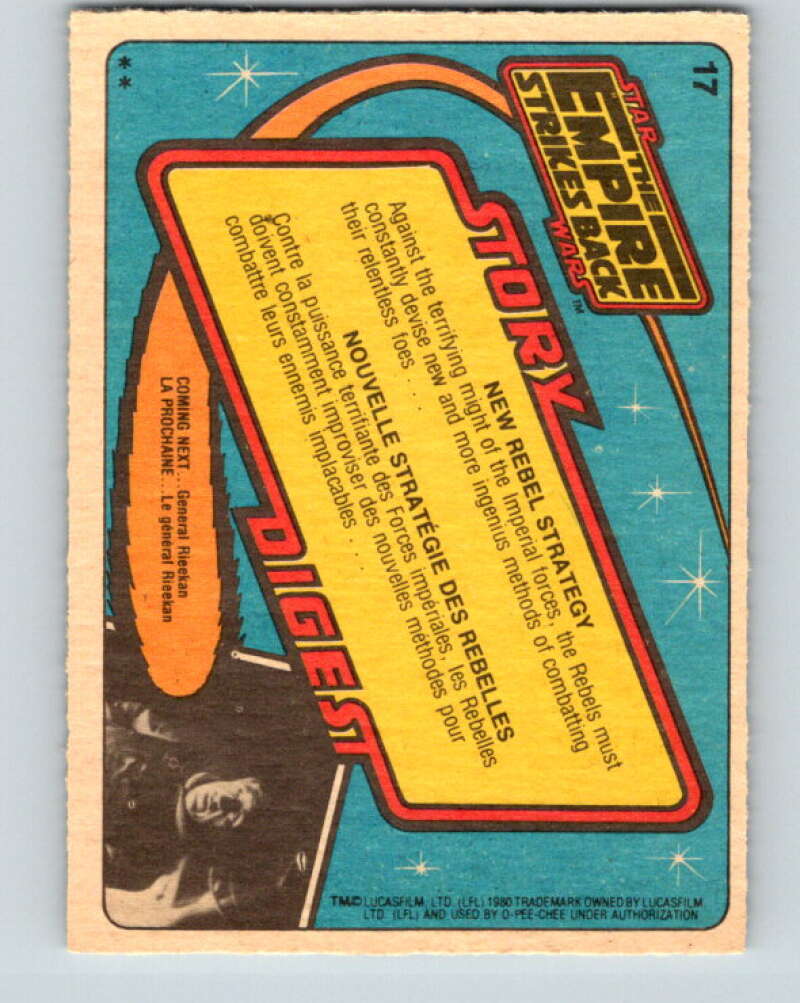 17
STAR
THE
EMPIRE
STRIKES BACK
WARS™
STORY
DIGEST
NEW REBEL STRATEGY
Against the terrifying might of the Imperial forces, the Rebels must
constantly devise new and more ingenius methods of combatting
their relentless foes . . .
NOUVELLE STRATÉGIE DES REBELLES
Contre la puissance terrifiante des Forces impériales, les Rebelles
doivent constamment improviser des nouvelles méthodes pour
combattre leurs ennemis implacables . . .
COMING NEXT... General Rieekan
LA PROCHAINE... Le général Rieekan
**
TM© LUCASFILM, LTD. (LFL) 1980 TRADEMARK OWNED BY LUCASFILM,
LTD. (LFL) AND USED BY O-PEE-CHEE UNDER AUTHORIZATION